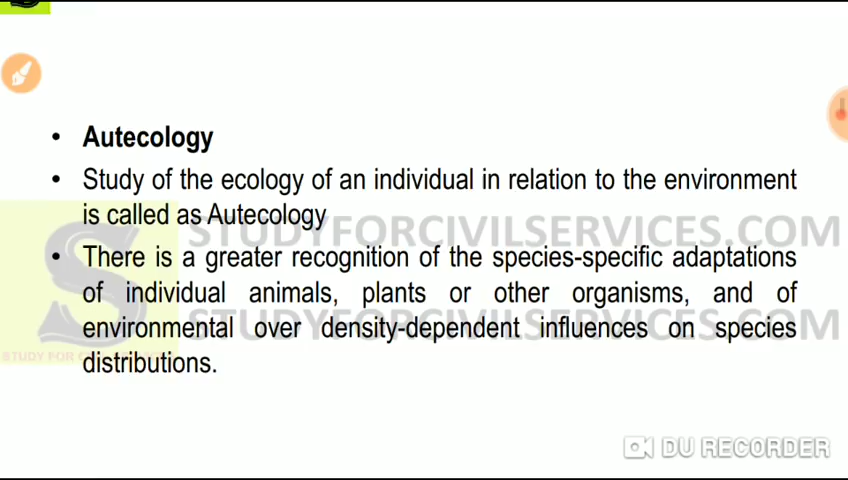 • Autecology
• Study of the ecology of an individual in relation to the environment
is called as Autecology
STUDYFORCIVILSERVICES.COM
• There is a greater recognition of the species-specific adaptations
of individual animals, plants or other organisms, and of
environmental over density-dependent influences on species
STUDYFORCIVILSERVICES.COM
distributions.
DU RECORDER